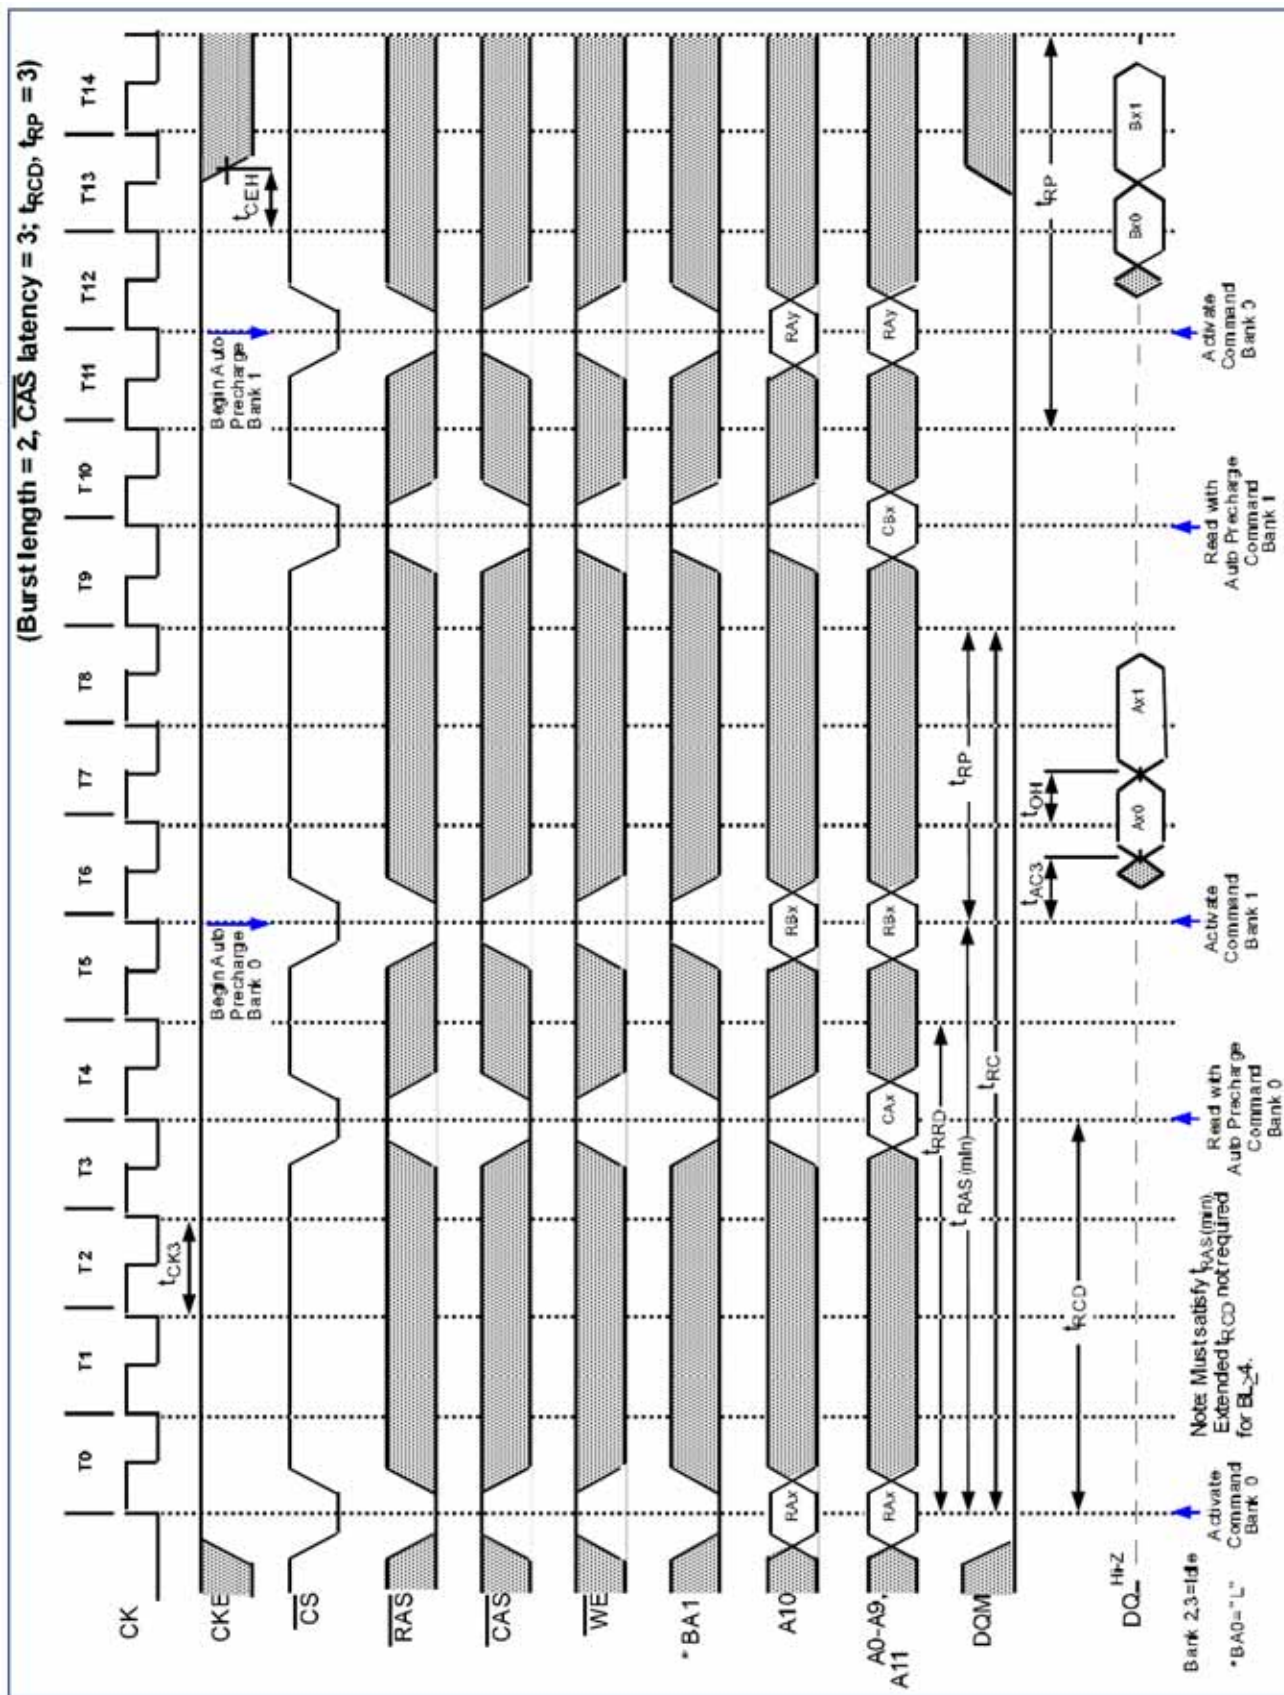 (Burst length = 2, CAS latency = 3; tRCD, tRP = 3)
T0 T1 T2 T3 T4 T5 T6 T7 T8 T9 T10 T11 T12 T13 T14
CK
tCK3
CKE
Begin Auto
Precharge
Bank 0
Begin Auto
Precharge
Bank 1
tCEH
CS
RAS
CAS
WE
*BA1
A10
RAx
RBx
RAy
A0-A9,
A11
RAx
CAx
RBx
CBx
RAy
tRRD
tRAS(min)
tRP
tRC
DQM
tRCD
tAC3
tOH
tRP
Hi-Z
DQ
Ax0
Ax1
Bx0
Bx1
Bank 2,3=Idle
*BA0="L"
Activate
Command
Bank 0
Note: Must satisfy tRAS(min).
Extended tRCD not required
for BL≥4.
Read with
Auto Precharge
Command
Bank 0
Activate
Command
Bank 1
Read with
Auto Precharge
Command
Bank 1
Activate
Command
Bank 0